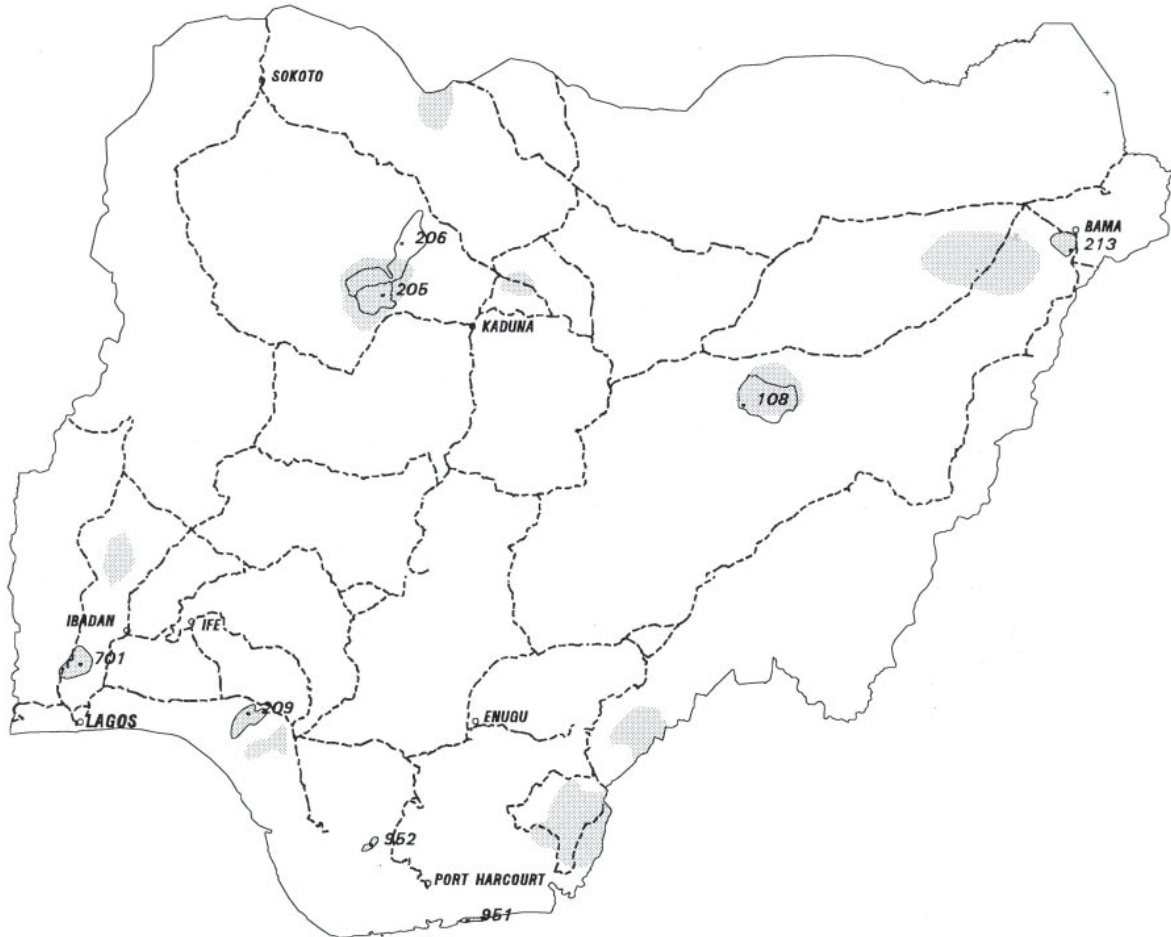 SOKOTO
206
BAMA
213
205
KADUNA
108
IBADAN
IFE
701
209
LAGOS
ENUGU
952
PORT HARCOURT
951